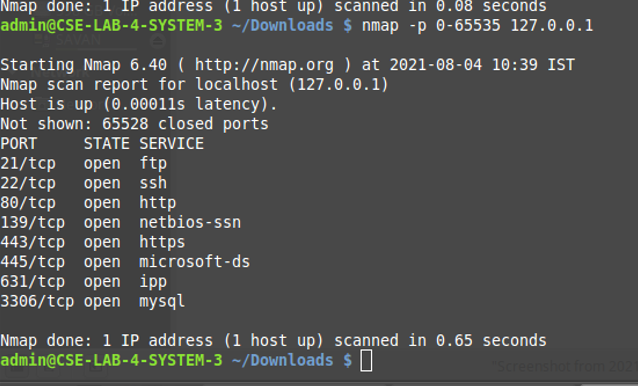 Nmap done: 1 IP address (1 host up) scanned in 0.08 seconds
admin@CSE-LAB-4-SYSTEM-3 ~/Downloads $ nmap -p 0-65535 127.0.0.1
Starting Nmap 6.40 ( http://nmap.org ) at 2021-08-04 10:39 IST
Nmap scan report for localhost (127.0.0.1)
Host is up (0.00011s latency).
Not shown: 65528 closed ports
PORT     STATE SERVICE
21/tcp   open  ftp
22/tcp   open  ssh
80/tcp   open  http
139/tcp  open  netbios-ssn
443/tcp  open  https
445/tcp  open  microsoft-ds
631/tcp  open  ipp
3306/tcp open  mysql
Nmap done: 1 IP address (1 host up) scanned in 0.65 seconds
admin@CSE-LAB-4-SYSTEM-3 ~/Downloads $
"Screenshot from 202